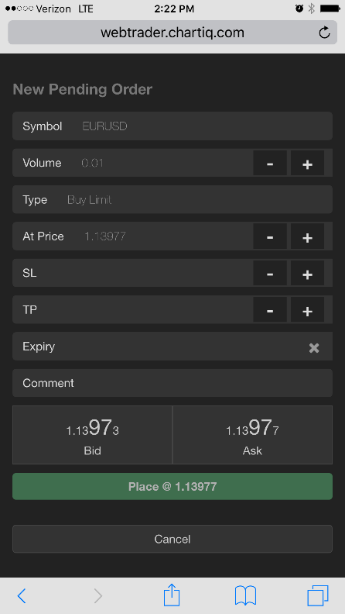 Verizon LTE 2:22 PM
webtrader.chartiq.com
New Pending Order
Symbol EURUSD
Volume 0.01 - +
Type Buy Limit
At Price 1.13977 - +
SL - +
TP - +
Expiry
Comment
1.13973 1.13977
Bid Ask
Place @ 1.13977
Cancel